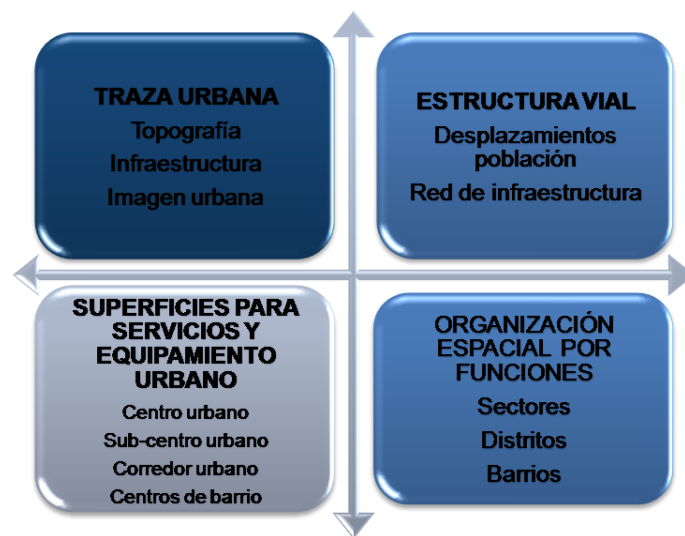 TRAZA URBANA
Topografía
Infraestructura
Imagen urbana
ESTRUCTURA VIAL
Desplazamientos
población
Red de infraestructura
SUPERFICIES PARA
SERVICIOS Y
EQUIPAMIENTO
URBANO
Centro urbano
Sub-centro urbano
Corredor urbano
Centros de barrio
ORGANIZACIÓN
ESPACIAL POR
FUNCIONES
Sectores
Distritos
Barrios